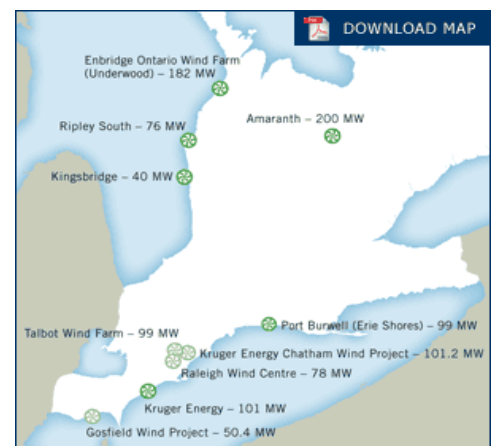 DOWNLOAD MAP
Enbridge Ontario Wind Farm
(Underwood) – 182 MW
Amaranth – 200 MW
Ripley South – 76 MW
Kingsbridge – 40 MW
Port Burwell (Erie Shores) – 99 MW
Talbot Wind Farm – 99 MW
Kruger Energy Chatham Wind Project – 101.2 MW
Raleigh Wind Centre – 78 MW
Kruger Energy – 101 MW
Gosfield Wind Project – 50.4 MW